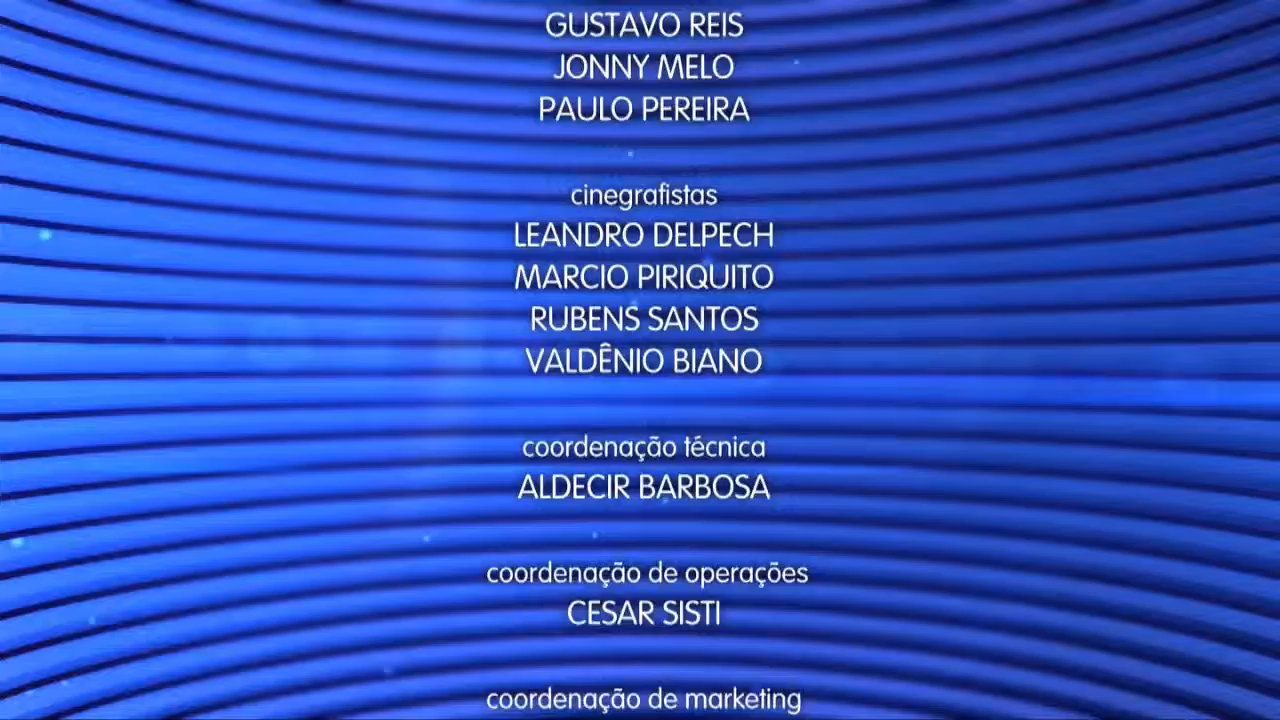 GUSTAVO REIS
JONNY MELO
PAULO PEREIRA
cinegrafistas
LEANDRO DELPECH
MARCIO PIRIQUITO
RUBENS SANTOS
VALDÊNIO BIANO
coordenação técnica
ALDECIR BARBOSA
coordenação de operações
CESAR SISTI
coordenação de marketing